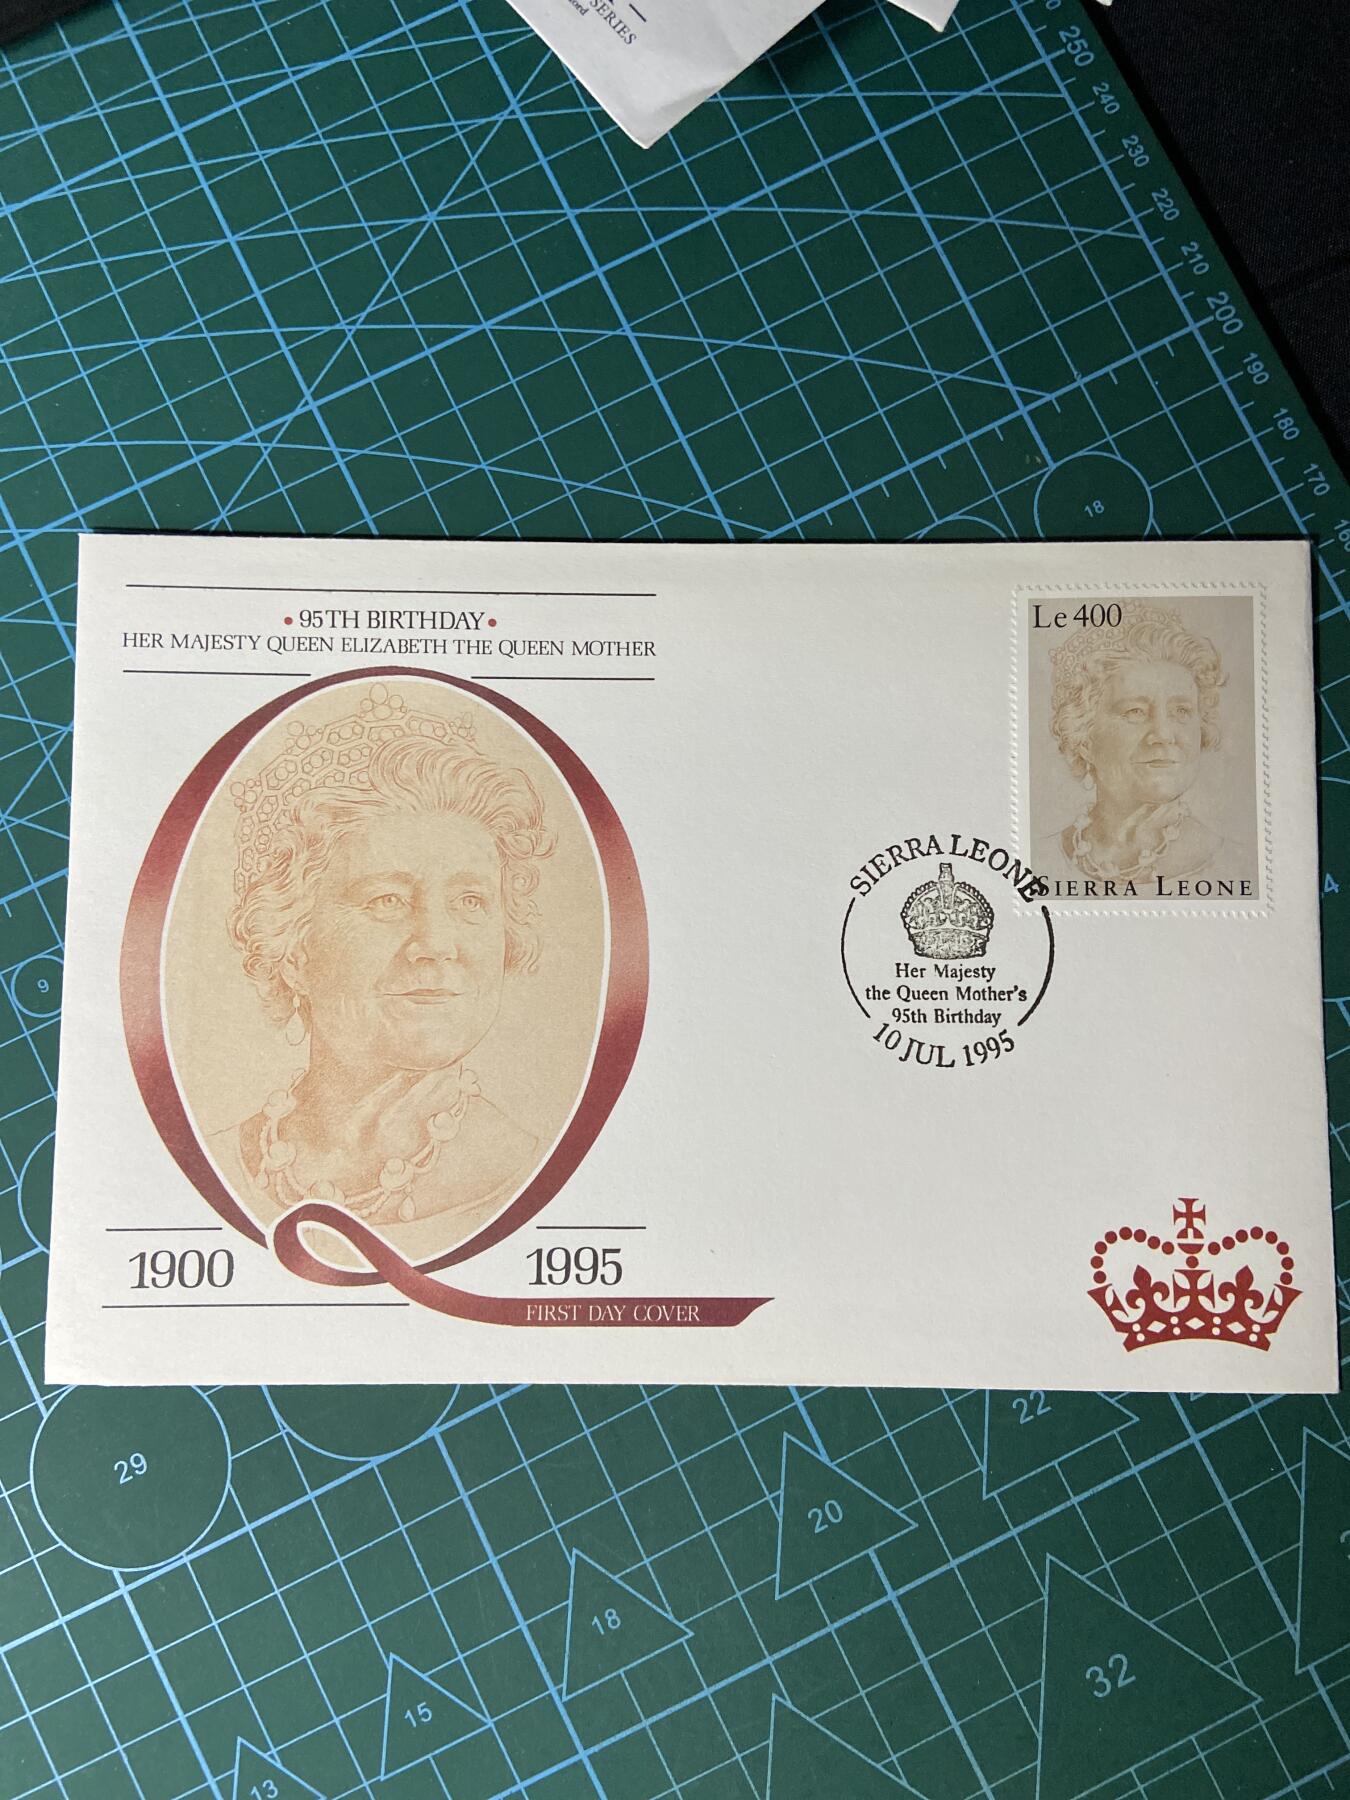 SERIES
250
240
230
220
210
200
190
180
170
18
• 95TH BIRTHDAY •
HER MAJESTY QUEEN ELIZABETH THE QUEEN MOTHER
Le 400
SIERRA LEONE
SIERRA LEONE
Her Majesty
the Queen Mother's
95th Birthday
10 JUL 1995
1900
1995
FIRST DAY COVER
4
9
29
22
20
18
32
15
13